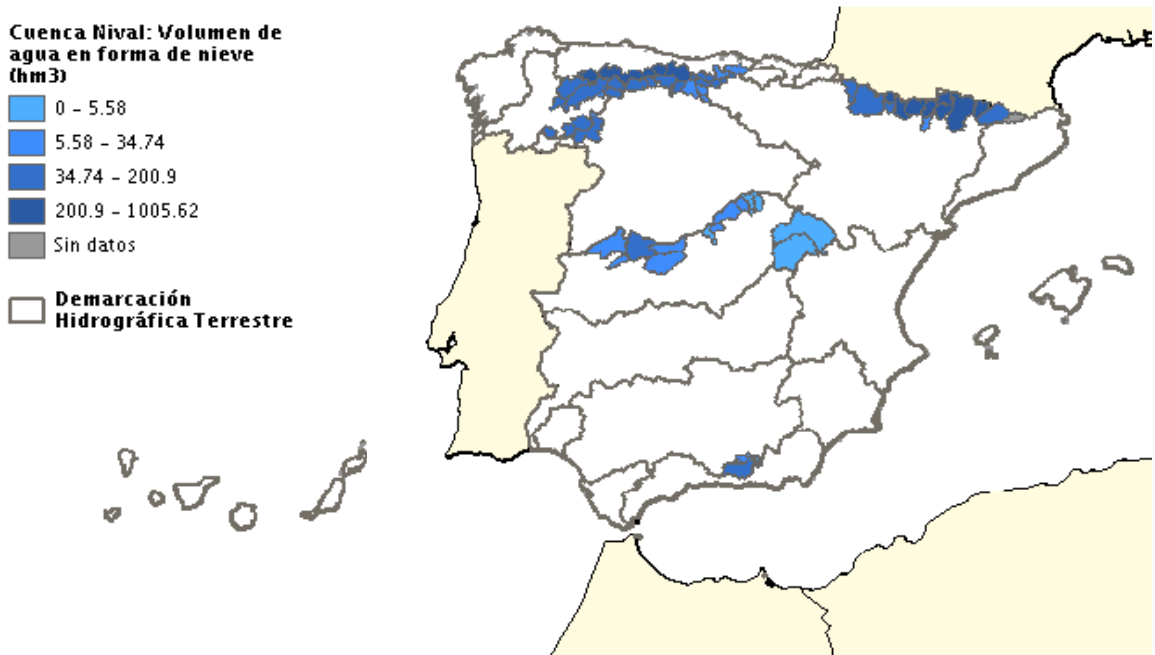 Cuenca Nival: Volumen de
agua en forma de nieve
(hm3)
0 - 5.58
5.58 - 34.74
34.74 - 200.9
200.9 - 1005.62
Sin datos
Demarcación
Hidrográfica Terrestre